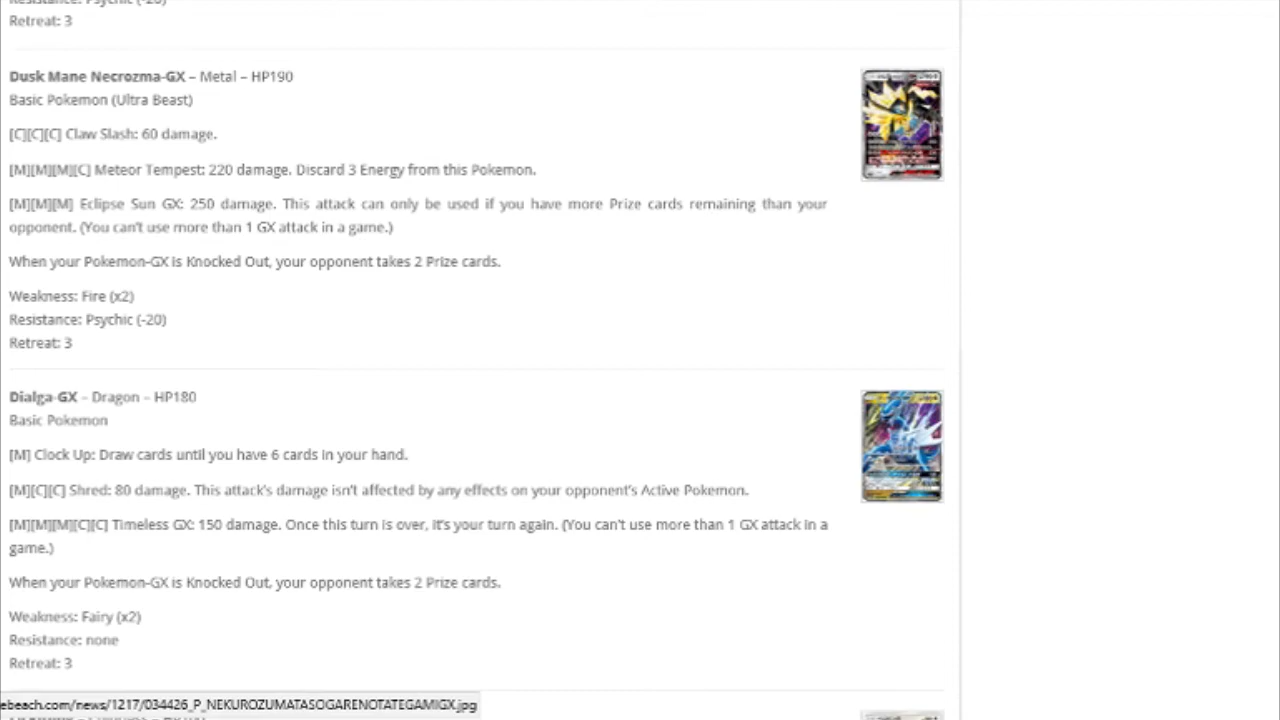 Resistance: Psychic (-20)
Retreat: 3
Dusk Mane Necrozma-GX – Metal – HP190
Basic Pokemon (Ultra Beast)
[C][C][C] Claw Slash: 60 damage.
[M][M][M][C] Meteor Tempest: 220 damage. Discard 3 Energy from this Pokemon.
[M][M][M] Eclipse Sun GX: 250 damage. This attack can only be used if you have more Prize cards remaining than your
opponent. (You can't use more than 1 GX attack in a game.)
When your Pokemon-GX is Knocked Out, your opponent takes 2 Prize cards.
Weakness: Fire (x2)
Resistance: Psychic (-20)
Retreat: 3
Dialga-GX – Dragon – HP180
Basic Pokemon
[M] Clock Up: Draw cards until you have 6 cards in your hand.
[M][C][C] Shred: 80 damage. This attack's damage isn't affected by any effects on your opponent's Active Pokemon.
[M][M][M][C][C] Timeless GX: 150 damage. Once this turn is over, it's your turn again. (You can't use more than 1 GX attack in a
game.)
When your Pokemon-GX is Knocked Out, your opponent takes 2 Prize cards.
Weakness: Fairy (x2)
Resistance: none
Retreat: 3
ebeach.com/news/1217/034426_P_NEKUROZUMATASOGARENOTATEGAMIGX.jpg